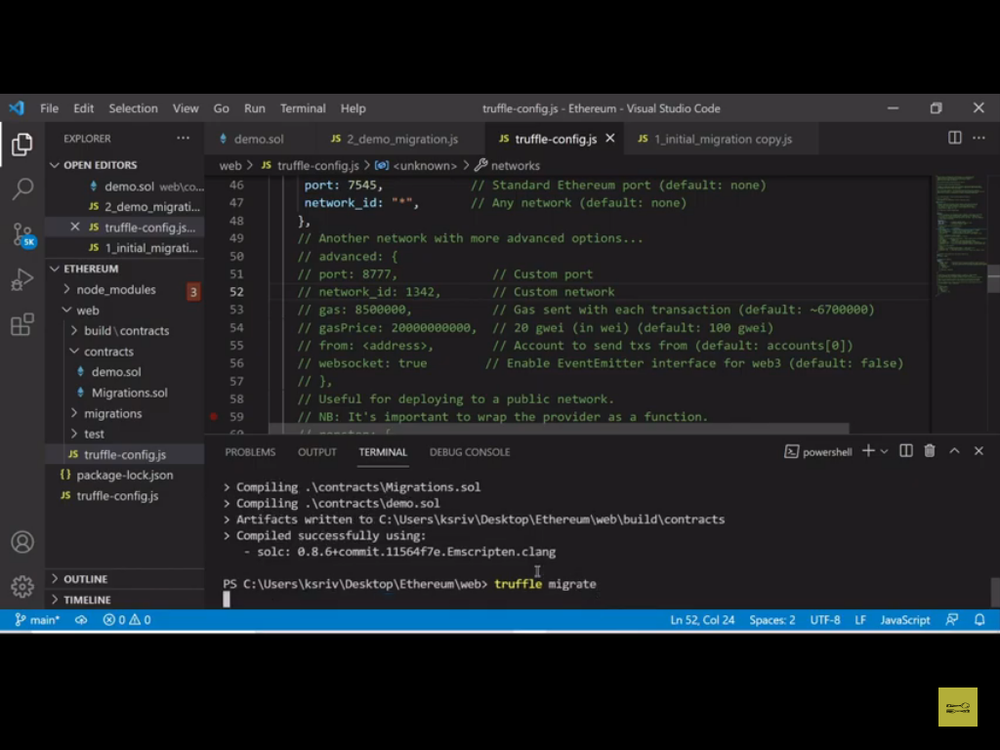 File Edit Selection View Go Run Terminal Help truffle-config.js - Ethereum - Visual Studio Code
EXPLORER
OPEN EDITORS
demo.sol web\co...
JS 2_demo_migrati...
JS truffle-config.js...
JS 1_initial_migrati...
ETHEREUM
node_modules 3
web
build\contracts
contracts
demo.sol
Migrations.sol
migrations
test
JS truffle-config.js
{} package-lock.json
JS truffle-config.js
OUTLINE
TIMELINE
5K
demo.sol JS 2_demo_migration.js JS truffle-config.js JS 1_initial_migration copy.js
web > JS truffle-config.js > <unknown> > networks
46 port: 7545, // Standard Ethereum port (default: none)
47 network_id: "*", // Any network (default: none)
48 },
49 // Another network with more advanced options...
50 // advanced: {
51 // port: 8777, // Custom port
52 // network_id: 1342, // Custom network
53 // gas: 8500000, // Gas sent with each transaction (default: ~6700000)
54 // gasPrice: 20000000000, // 20 gwei (in wei) (default: 100 gwei)
55 // from: <address>, // Account to send txs from (default: accounts[0])
56 // websocket: true // Enable EventEmitter interface for web3 (default: false)
57 // },
58 // Useful for deploying to a public network.
59 // NB: It's important to wrap the provider as a function.
PROBLEMS OUTPUT TERMINAL DEBUG CONSOLE powershell
> Compiling .\contracts\Migrations.sol
> Compiling .\contracts\demo.sol
> Artifacts written to C:\Users\ksriv\Desktop\Ethereum\web\build\contracts
> Compiled successfully using:
- solc: 0.8.6+commit.11564f7e.Emscripten.clang
PS C:\Users\ksriv\Desktop\Ethereum\web> truffle migrate
main* 0 0 Ln 52, Col 24 Spaces: 2 UTF-8 LF JavaScript